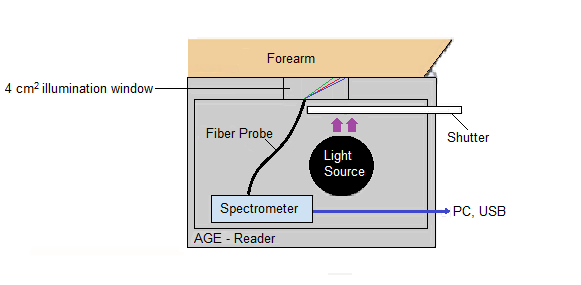 Forearm
4 cm² illumination window
Fiber Probe
Shutter
Light
Source
Spectrometer
PC, USB
AGE - Reader